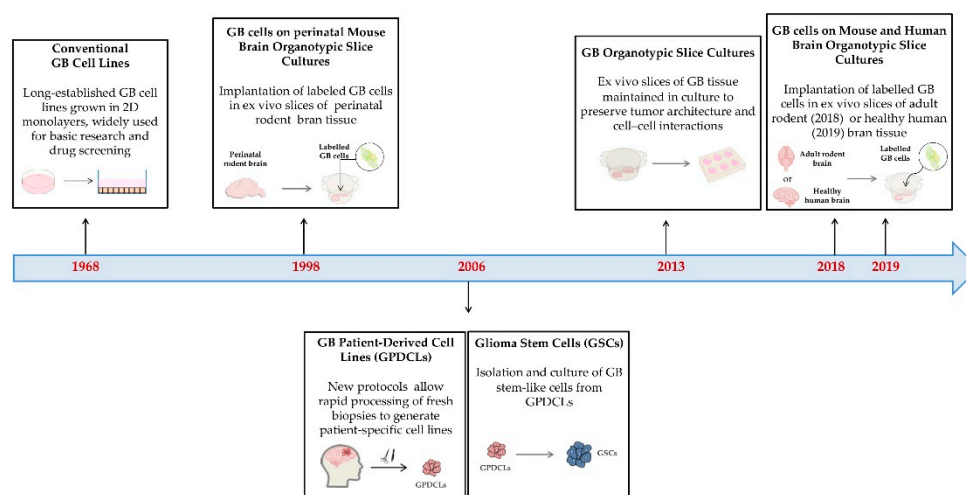 Conventional
GB Cell Lines
Long-established GB cell
lines grown in 2D
monolayers, widely used
for basic research and
drug screening
GB cells on perinatal Mouse
Brain Organotypic Slice
Cultures
Implantation of labeled GB cells
in ex vivo slices of perinatal
rodent bran tissue
Perinatal
rodent brain
Labelled
GB cells
GB Organotypic Slice Cultures
Ex vivo slices of GB tissue
maintained in culture to
preserve tumor architecture and
cell–cell interactions
GB cells on Mouse and Human
Brain Organotypic Slice
Cultures
Implantation of labelled GB
cells in ex vivo slices of adult
rodent (2018) or healthy human
(2019) bran tissue
Adult rodent
brain
or
Healthy
human brain
Labelled
GB cells
1968
1998
2006
2013
2018
2019
GB Patient-Derived Cell
Lines (GPDCLs)
New protocols allow
rapid processing of fresh
biopsies to generate
patient-specific cell lines
GPDCLs
Glioma Stem Cells (GSCs)
Isolation and culture of GB
stem-like cells from
GPDCLs
GPDCLs
GSCs